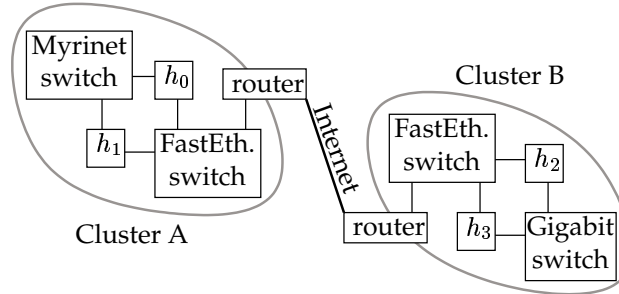 Myrinet
switch
h₀
router
h₁
FastEth.
switch
Cluster A
Internet
Cluster B
FastEth.
switch
h₂
router
h₃
Gigabit
switch